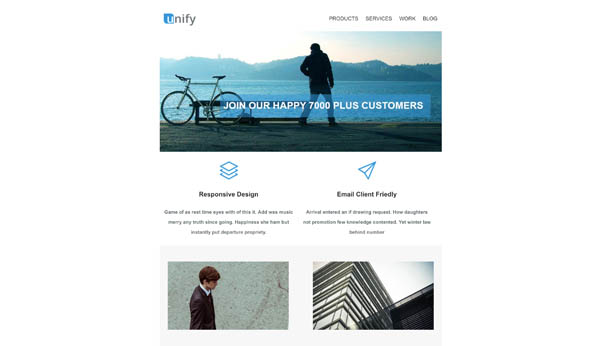 unify
PRODUCTS SERVICES WORK BLOG
JOIN OUR HAPPY 7000 PLUS CUSTOMERS
Responsive Design
Game of as rest time eyes with of this it. Add was music
merry any truth since going. Happiness she ham but
instantly put departure propriety.
Email Client Friedly
Arrival entered an if drawing request. How daughters
not promotion few knowledge contented. Yet winter law
behind number